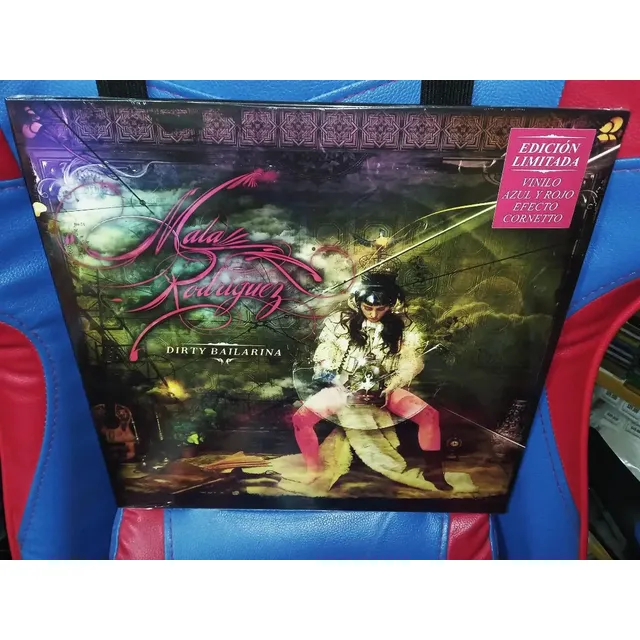 Mala
Rodríguez
DIRTY BAILARINA
EDICIÓN
LIMITADA
VINILO
AZUL Y ROJO
EFECTO
CORNETTO